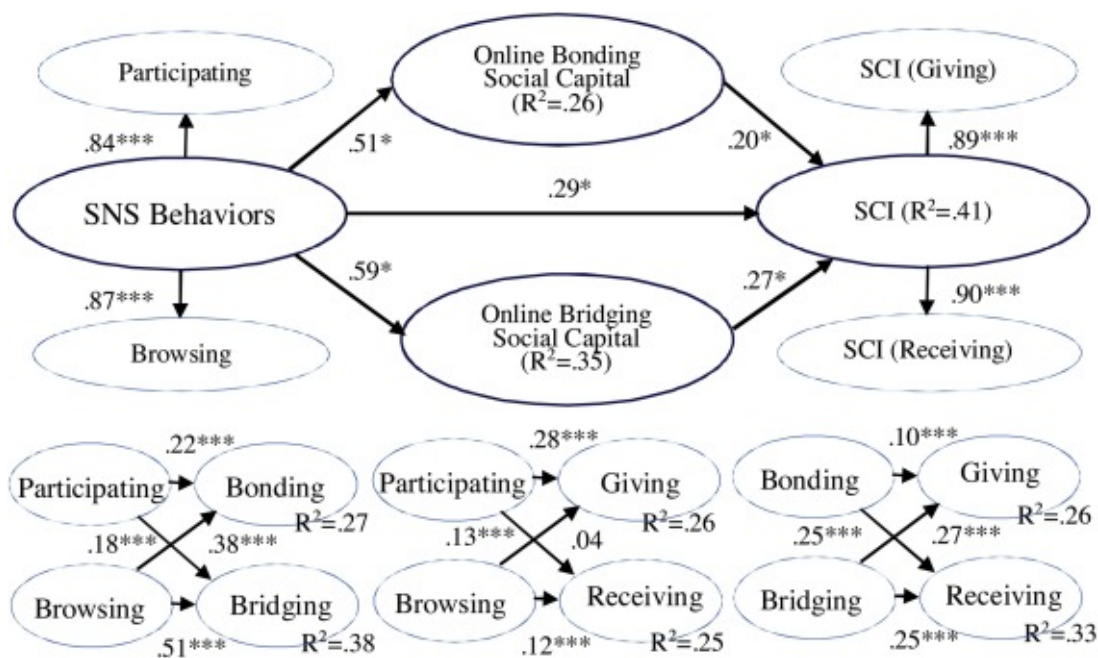 Participating
Online Bonding
Social Capital
(R²=.26)
SCI (Giving)
.84***
.51*
.20*
.89***
SNS Behaviors
.29*
SCI (R²=.41)
.87***
.59*
.27*
.90***
Browsing
Online Bridging
Social Capital
(R²=.35)
SCI (Receiving)
.22***
Participating
Bonding
R²=.27
.18***
.38***
Browsing
Bridging
.51***
R²=.38
.28***
Participating
Giving
R²=.26
.13***
.04
Browsing
Receiving
.12***
R²=.25
.10***
Bonding
Giving
R²=.26
.25***
.27***
Bridging
Receiving
.25***
R²=.33